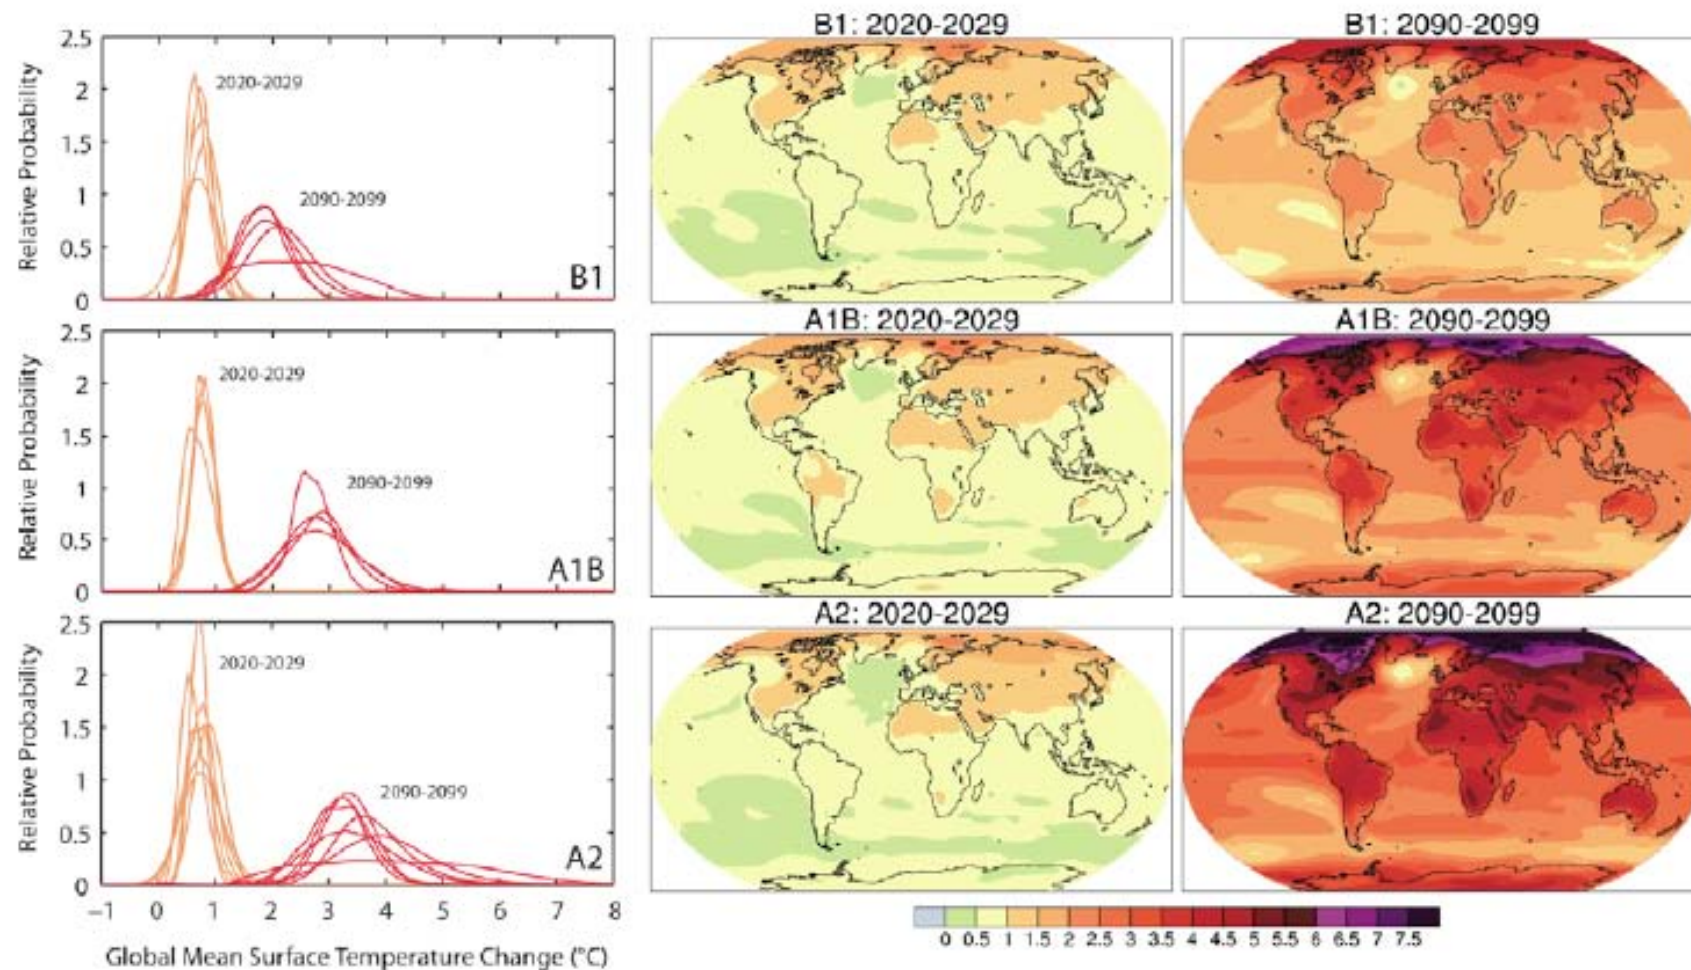 B1: 2020-2029
B1: 2090-2099
2.5
2
1.5
1
0.5
0
Relative Probability
2020-2029
2090-2099
B1
A1B: 2020-2029
A1B: 2090-2099
2.5
2
1.5
1
0.5
0
Relative Probability
2020-2029
2090-2099
A1B
A2: 2020-2029
A2: 2090-2099
2.5
2
1.5
1
0.5
0
Relative Probability
2020-2029
2090-2099
A2
−1 0 1 2 3 4 5 6 7 8
Global Mean Surface Temperature Change (°C)
0 0.5 1 1.5 2 2.5 3 3.5 4 4.5 5 5.5 6 6.5 7 7.5